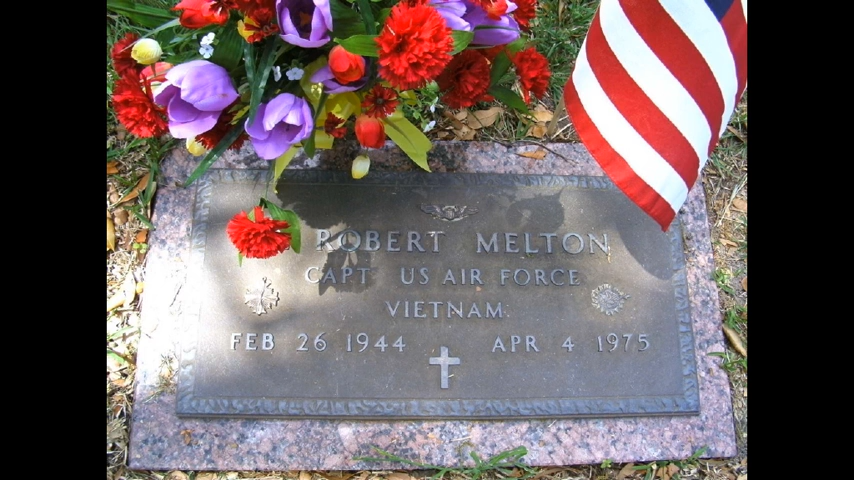 ROBERT MELTON
CAPT US AIR FORCE
VIETNAM
FEB 26 1944 APR 4 1975